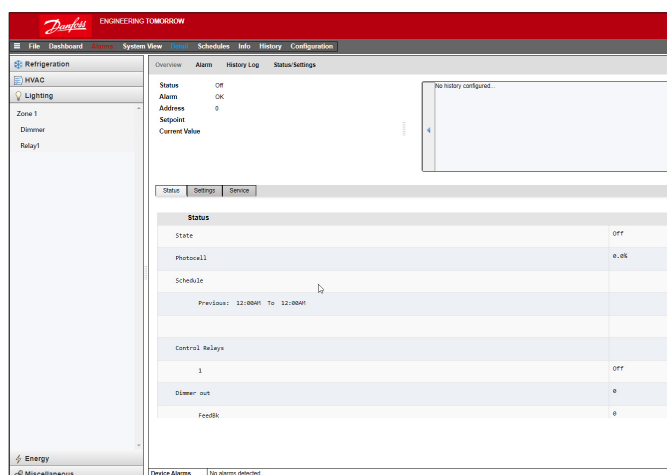 Danfoss ENGINEERING TOMORROW
File Dashboard Alarms System View Detail Schedules Info History Configuration
Refrigeration
HVAC
Lighting
Zone 1
Dimmer
Relay1
Energy
Miscellaneous
Overview Alarm History Log Status/Settings
Status Off
Alarm OK
Address 0
Setpoint
Current Value
No history configured...
Status Settings Service
Status
State Off
Photocell 0.0%
Schedule
Previous: 12:00AM To 12:00AM
Control Relays
1 Off
Dimmer out 0
FeedBk 0
Device Alarms No alarms detected